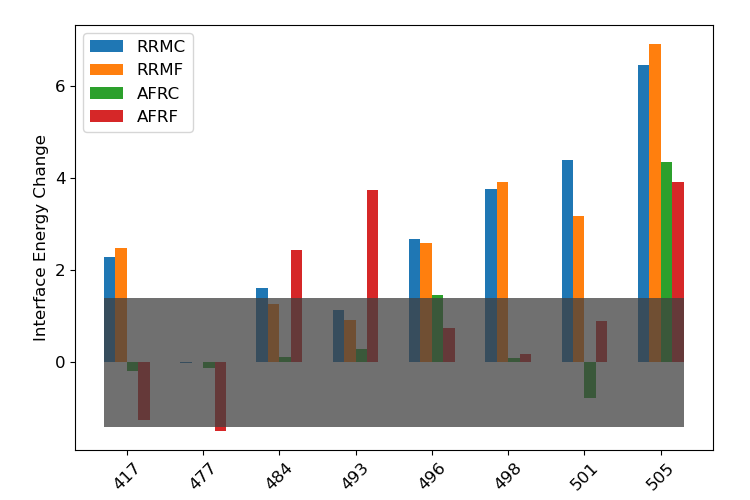 RRMC
RRMF
AFRC
AFRF
Interface Energy Change
6
4
2
0
417
477
484
493
496
498
501
505